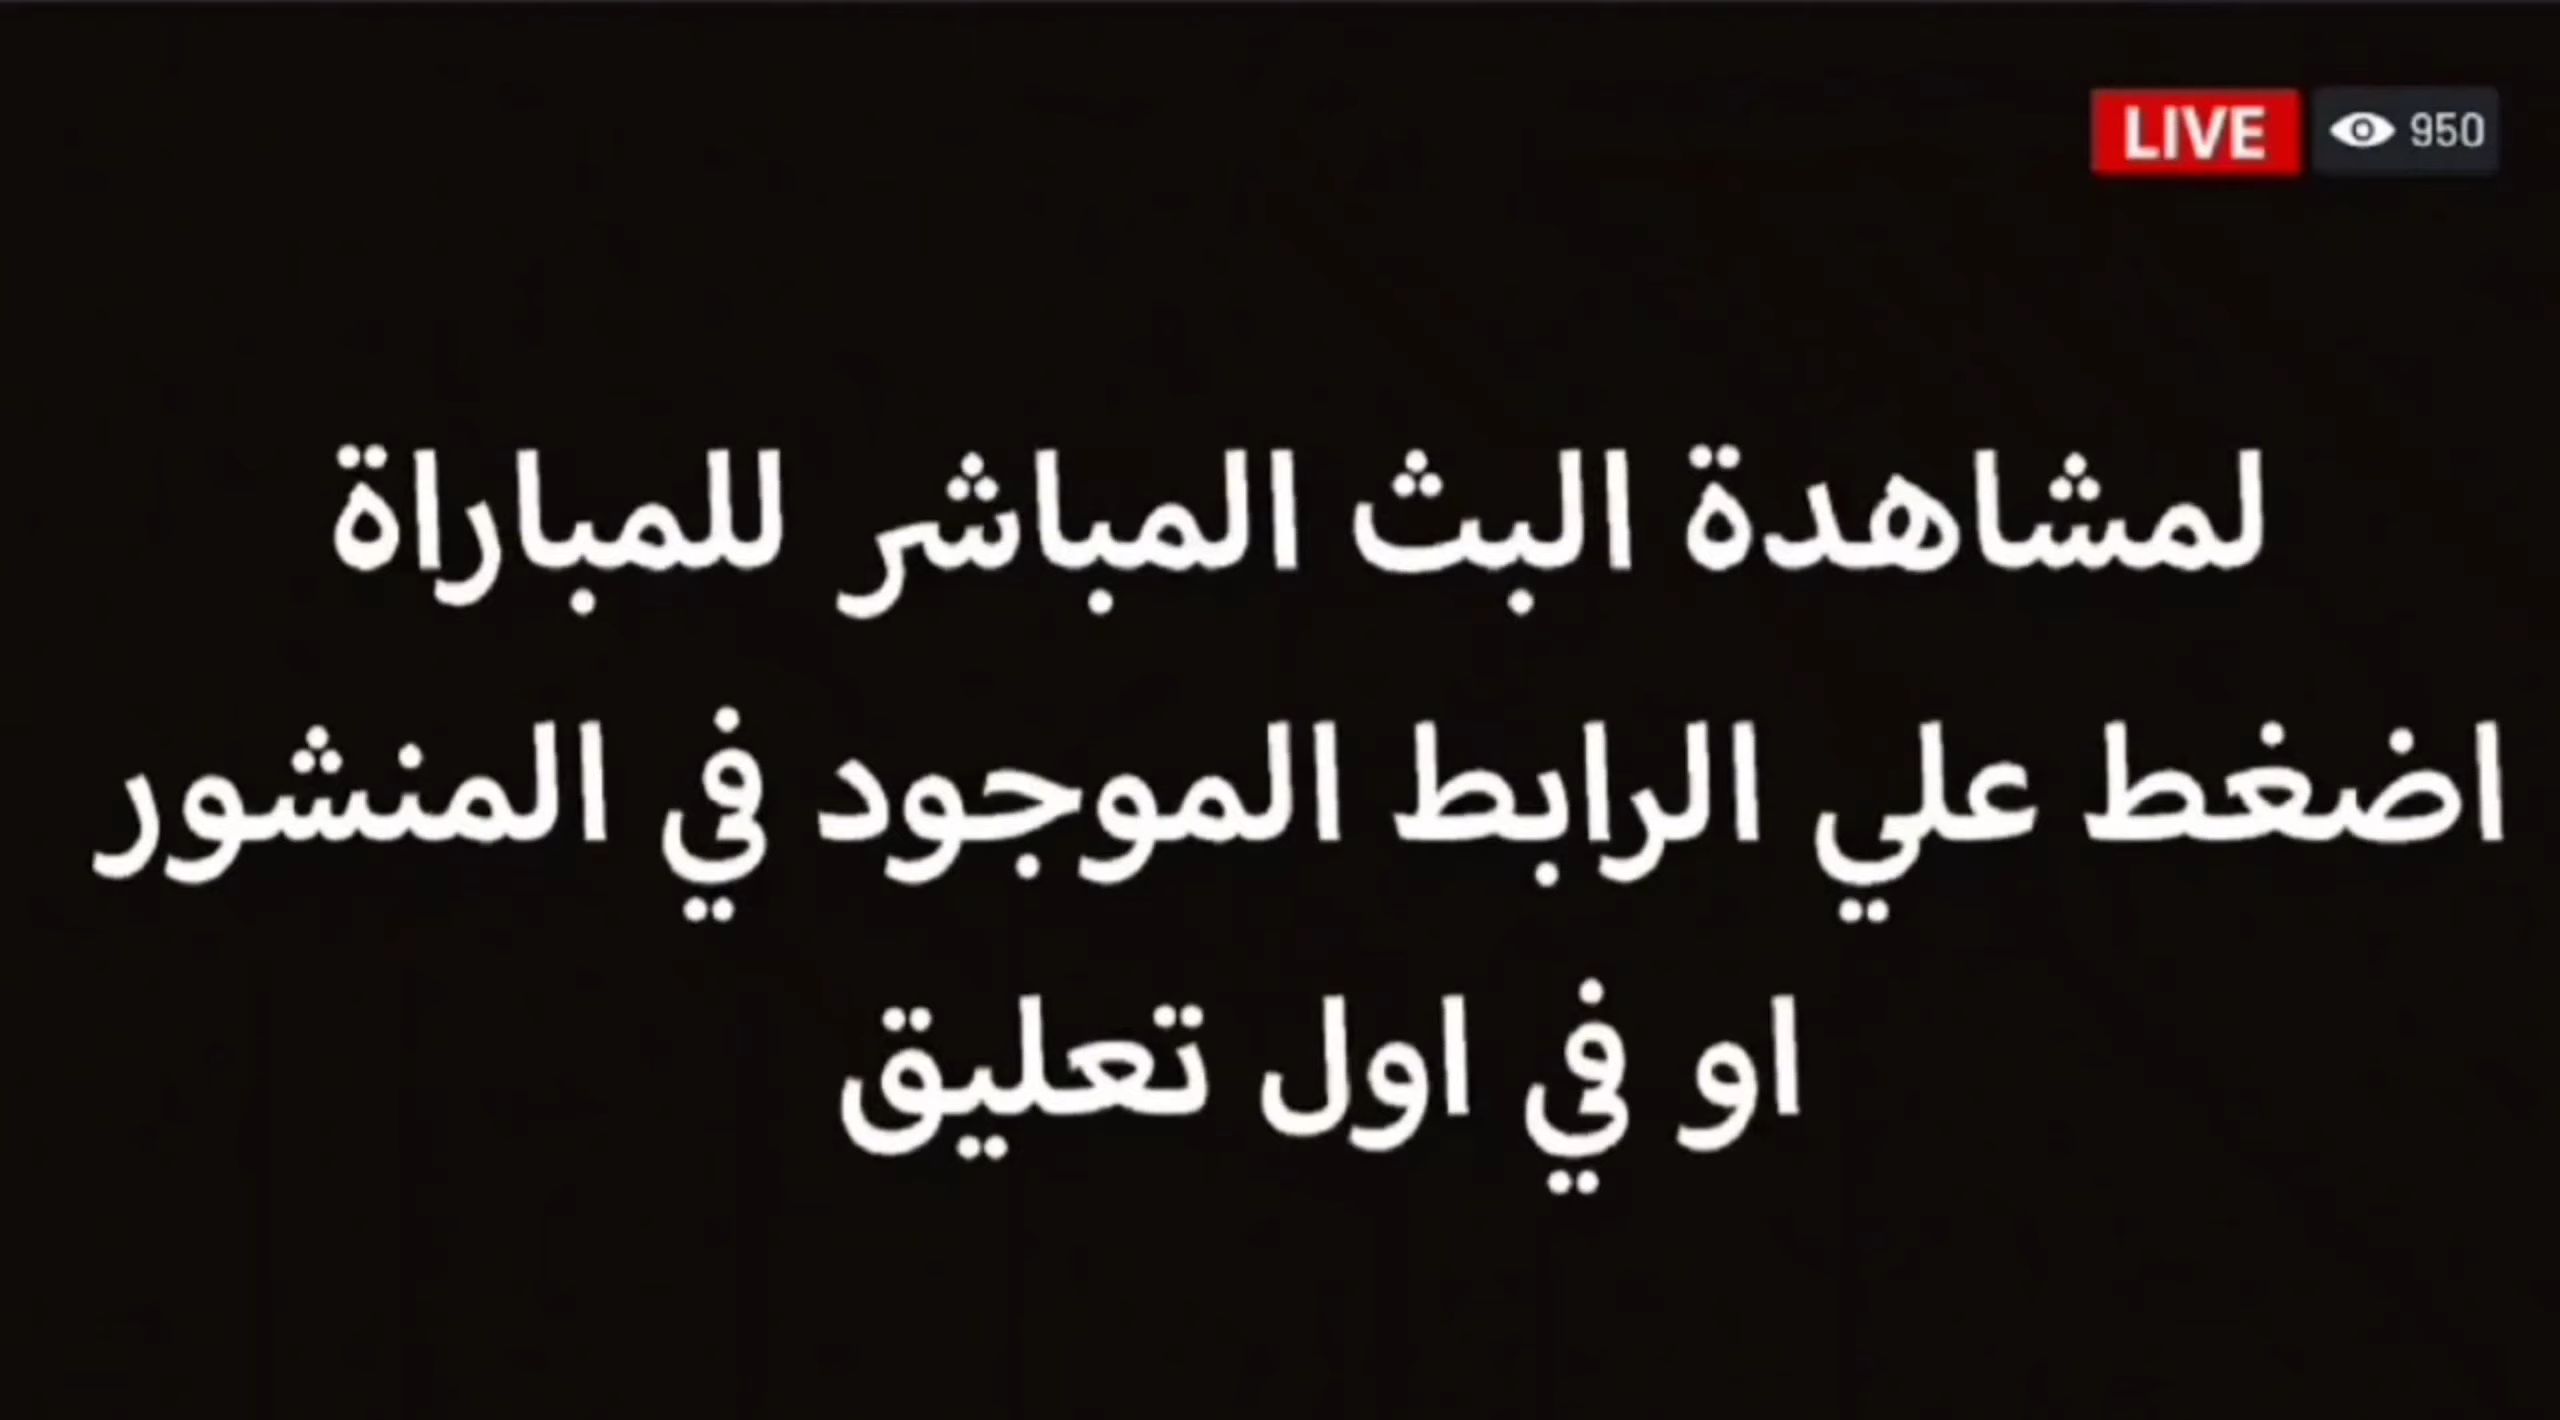 LIVE 950
لمشاهدة البث المباشر للمباراة
اضغط علي الرابط الموجود في المنشور
او في اول تعليق